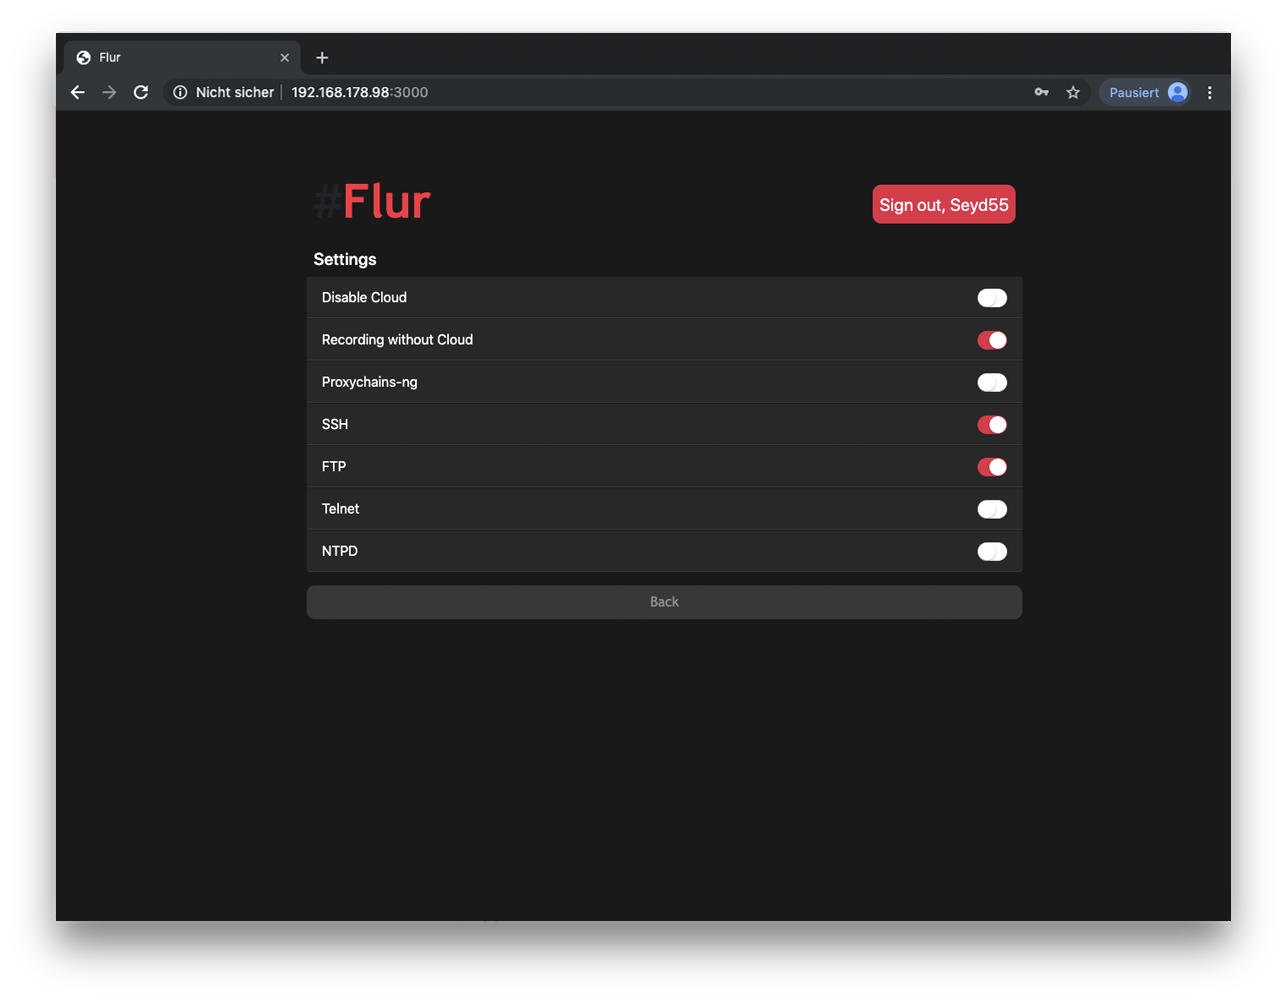 Flur
Nicht sicher 192.168.178.98:3000 Pausiert
#Flur
Sign out, Seyd55
Settings
Disable Cloud
Recording without Cloud
Proxychains-ng
SSH
FTP
Telnet
NTPD
Back